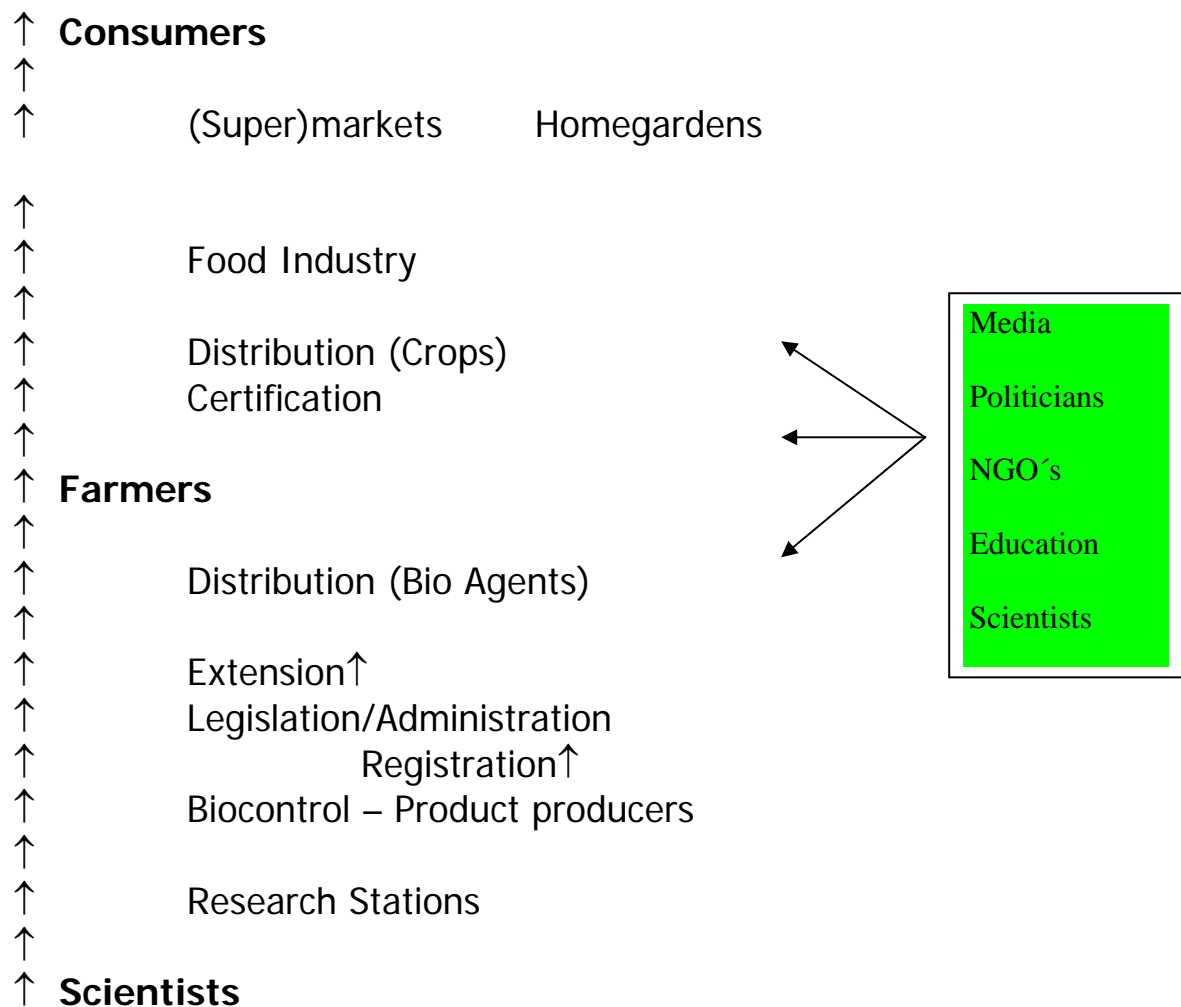 ↑ Consumers
↑
↑ (Super)markets Homegardens
↑
↑ Food Industry
↑
↑ Distribution (Crops)
↑ Certification
↑
↑ Farmers
↑
↑ Distribution (Bio Agents)
↑
↑ Extension↑
↑ Legislation/Administration
↑ Registration↑
↑ Biocontrol – Product producers
↑
↑ Research Stations
↑
↑ Scientists
Media
Politicians
NGO´s
Education
Scientists